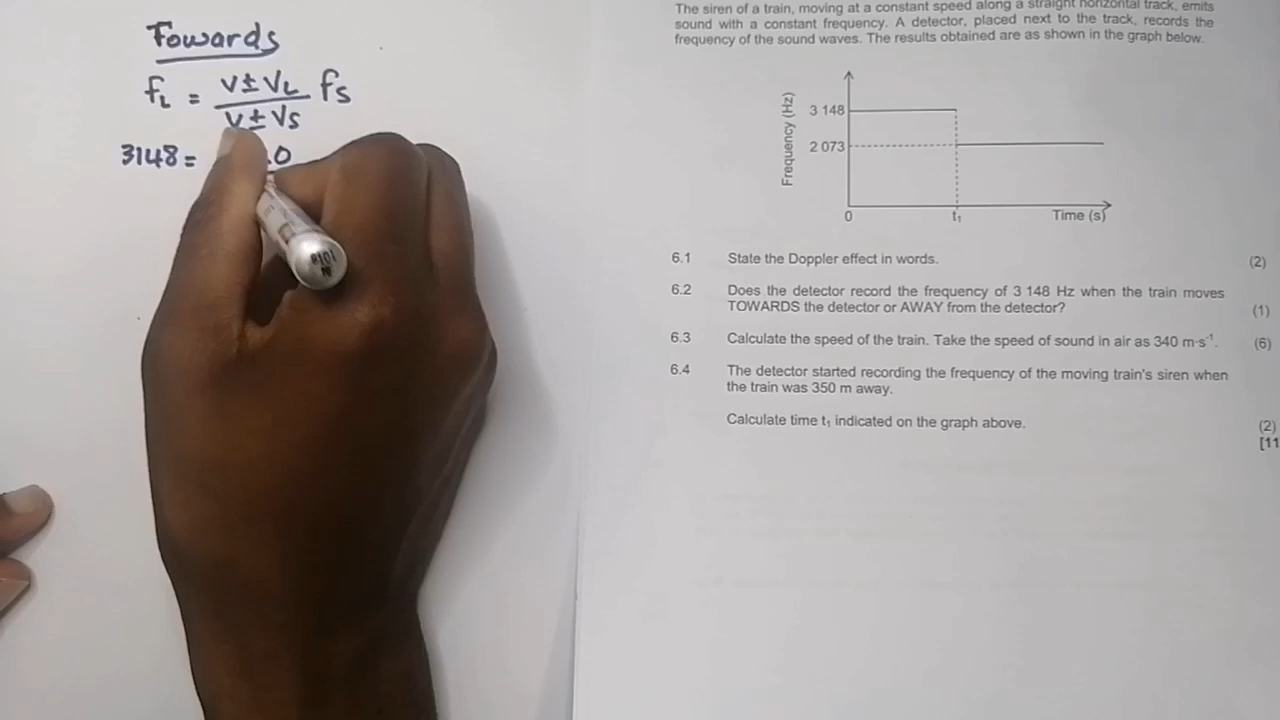 Towards
fL = V ± VL / V ± VS fS
3148 = 0
The siren of a train, moving at a constant speed along a straight horizontal track, emits
sound with a constant frequency. A detector, placed next to the track, records the
frequency of the sound waves. The results obtained are as shown in the graph below.
Frequency (Hz)
3 148
2 073
0
t1
Time (s)
6.1 State the Doppler effect in words. (2)
6.2 Does the detector record the frequency of 3 148 Hz when the train moves
TOWARDS the detector or AWAY from the detector? (1)
6.3 Calculate the speed of the train. Take the speed of sound in air as 340 m·s-1. (6)
6.4 The detector started recording the frequency of the moving train's siren when
the train was 350 m away.
Calculate time t1 indicated on the graph above. (2)
[11